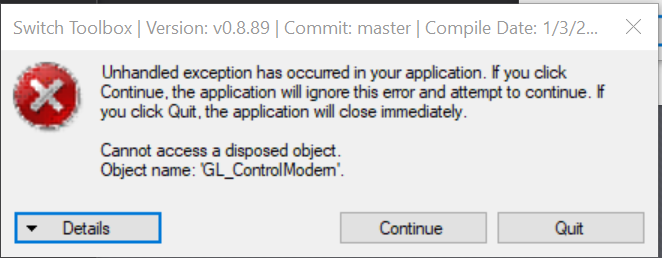 Switch Toolbox | Version: v0.8.89 | Commit: master | Compile Date: 1/3/2...
Unhandled exception has occurred in your application. If you click
Continue, the application will ignore this error and attempt to continue. If
you click Quit, the application will close immediately.
Cannot access a disposed object.
Object name: 'GL_ControlModern'.
Details
Continue
Quit